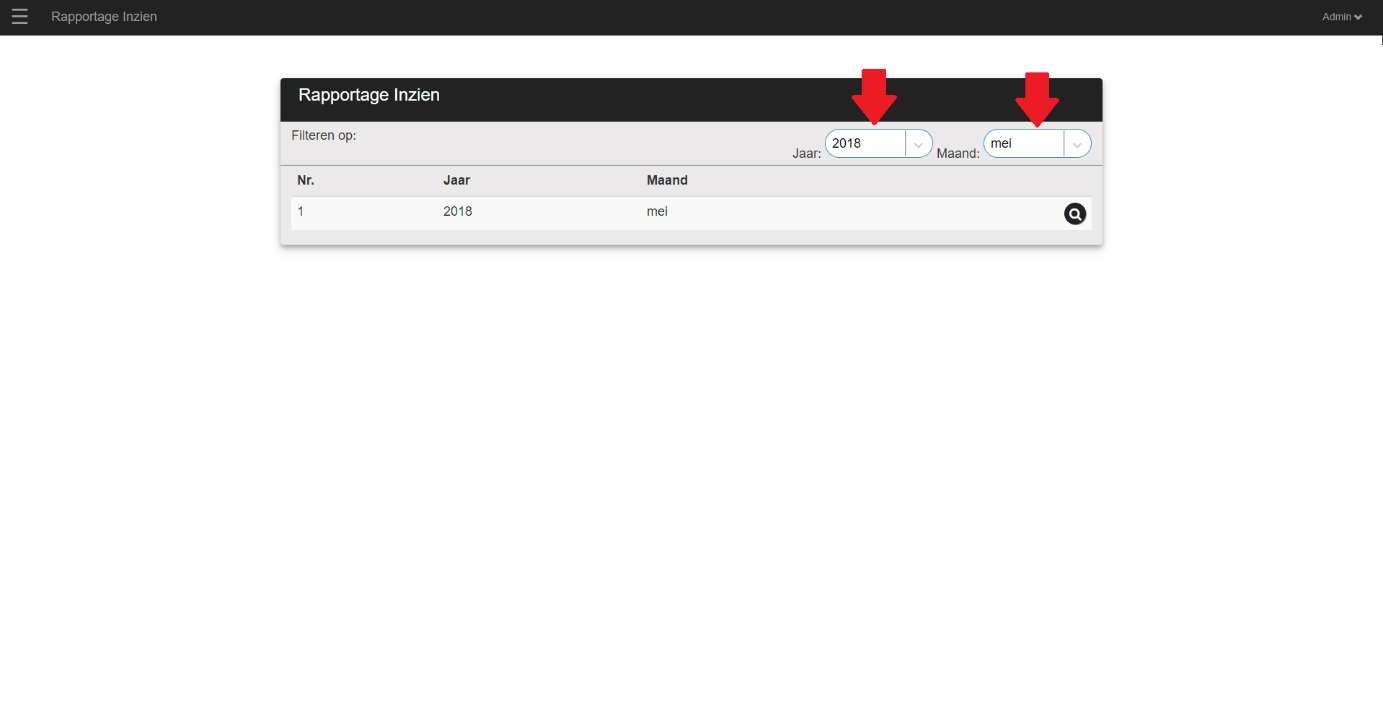 Rapportage Inzien
Admin
Rapportage Inzien
Filteren op:
Jaar: 2018 Maand: mei
Nr. Jaar Maand
1 2018 mei